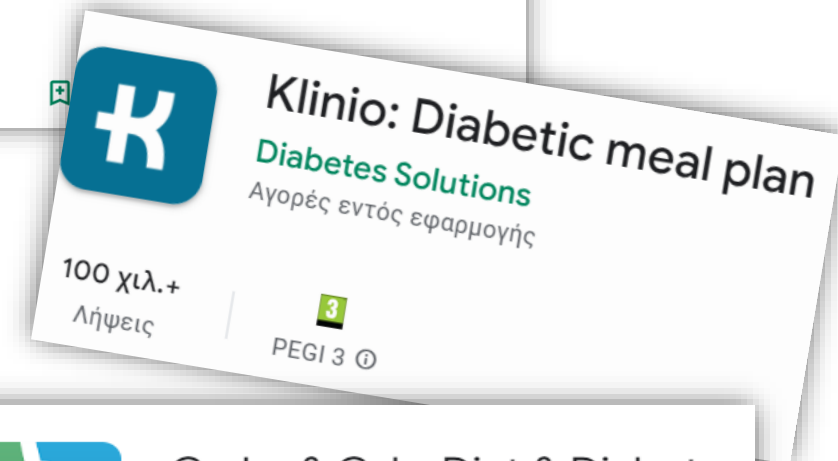 Klinio: Diabetic meal plan
Diabetes Solutions
Αγορές εντός εφαρμογής
100 χιλ.+
Λήψεις
3
PEGI 3